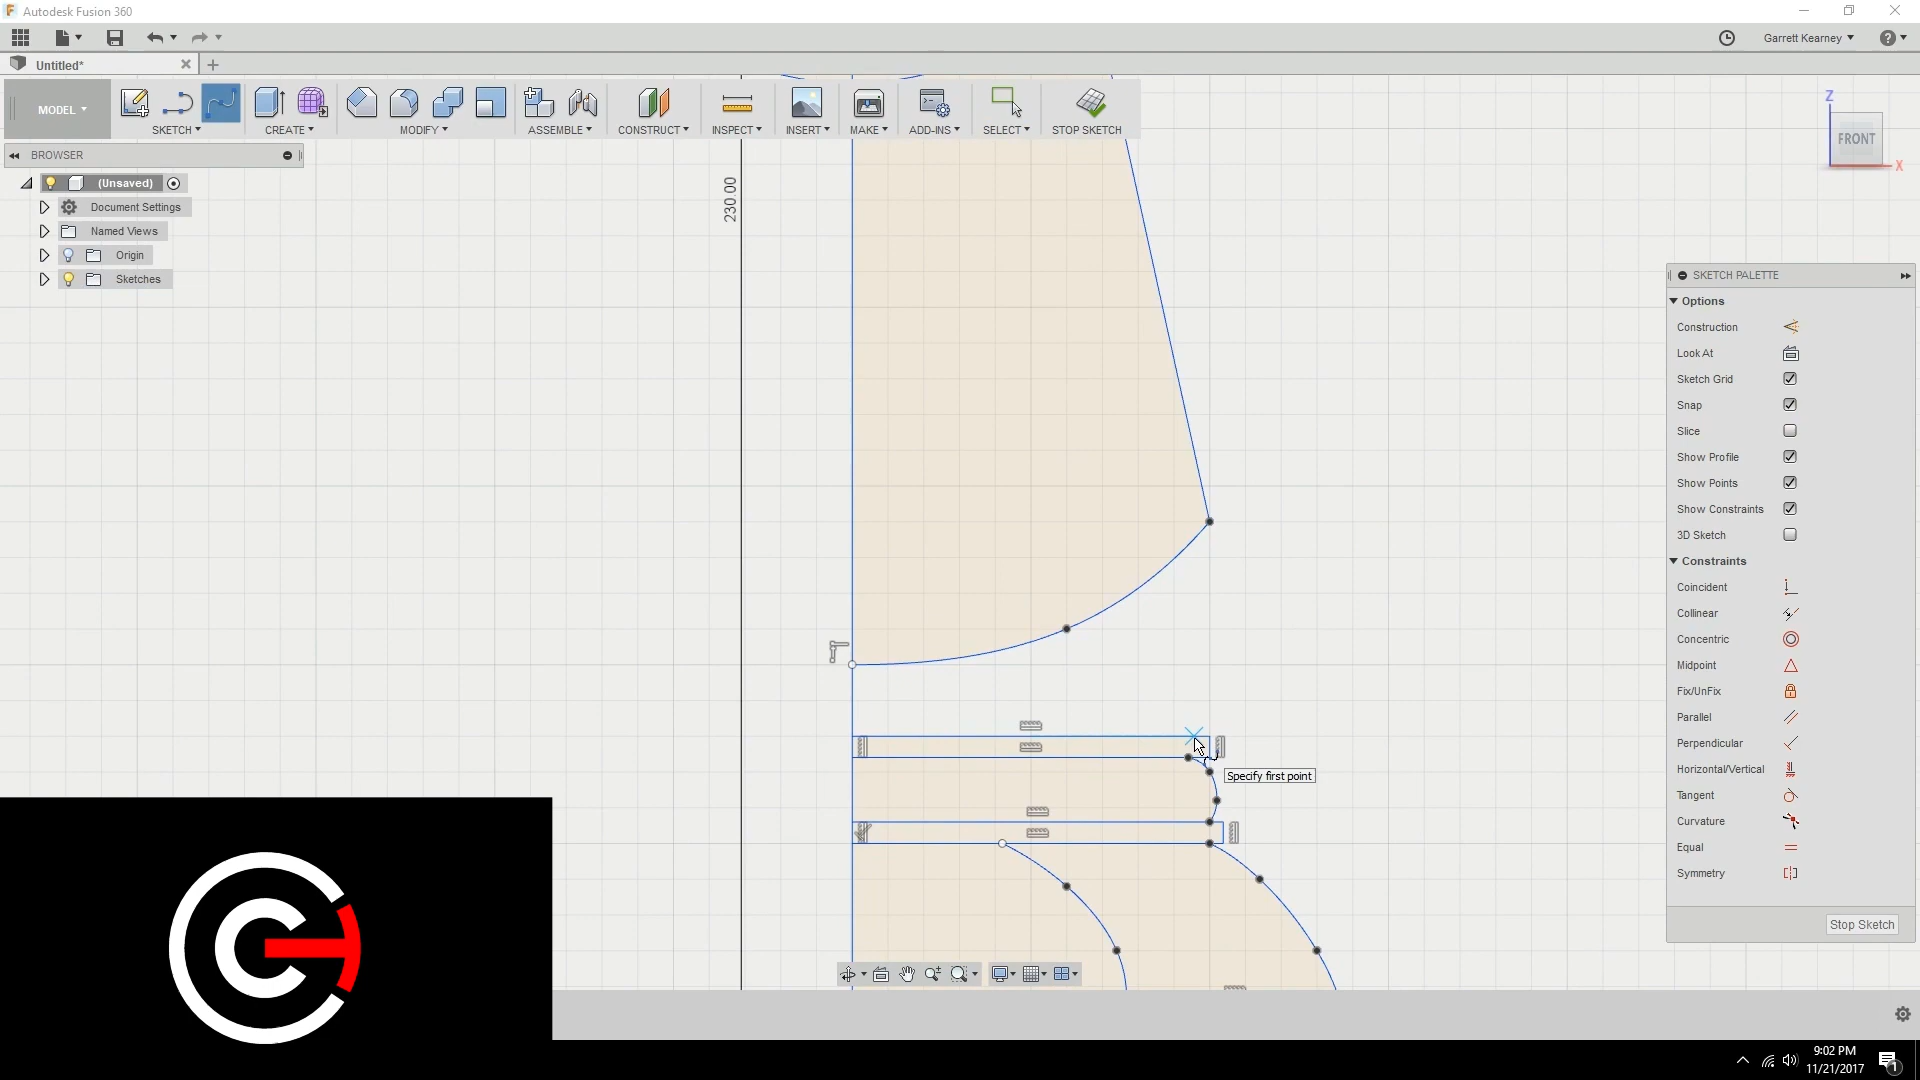 Autodesk Fusion 360
Garrett Kearney
Untitled*
MODEL
SKETCH
CREATE
MODIFY
ASSEMBLE
CONSTRUCT
INSPECT
INSERT
MAKE
ADD-INS
SELECT
STOP SKETCH
Z
FRONT
X
BROWSER
(Unsaved)
Document Settings
Named Views
Origin
Sketches
230.00
SKETCH PALETTE
Options
Construction
Look At
Sketch Grid
Snap
Slice
Show Profile
Show Points
Show Constraints
3D Sketch
Constraints
Coincident
Collinear
Concentric
Midpoint
Fix/UnFix
Parallel
Perpendicular
Horizontal/Vertical
Tangent
Curvature
Equal
Symmetry
Specify first point
Stop Sketch
9:02 PM
11/21/2017
1